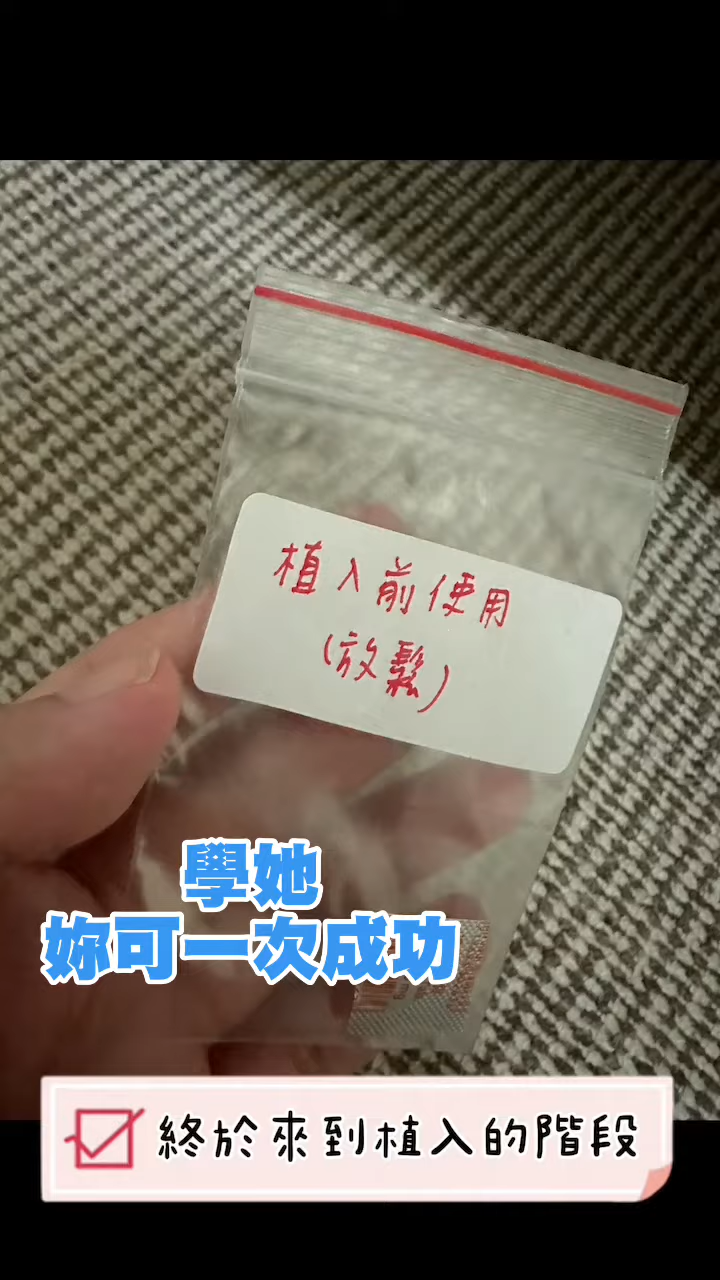 植入前使用
(放鬆)
學她
妳可一次成功
終於來到植入的階段